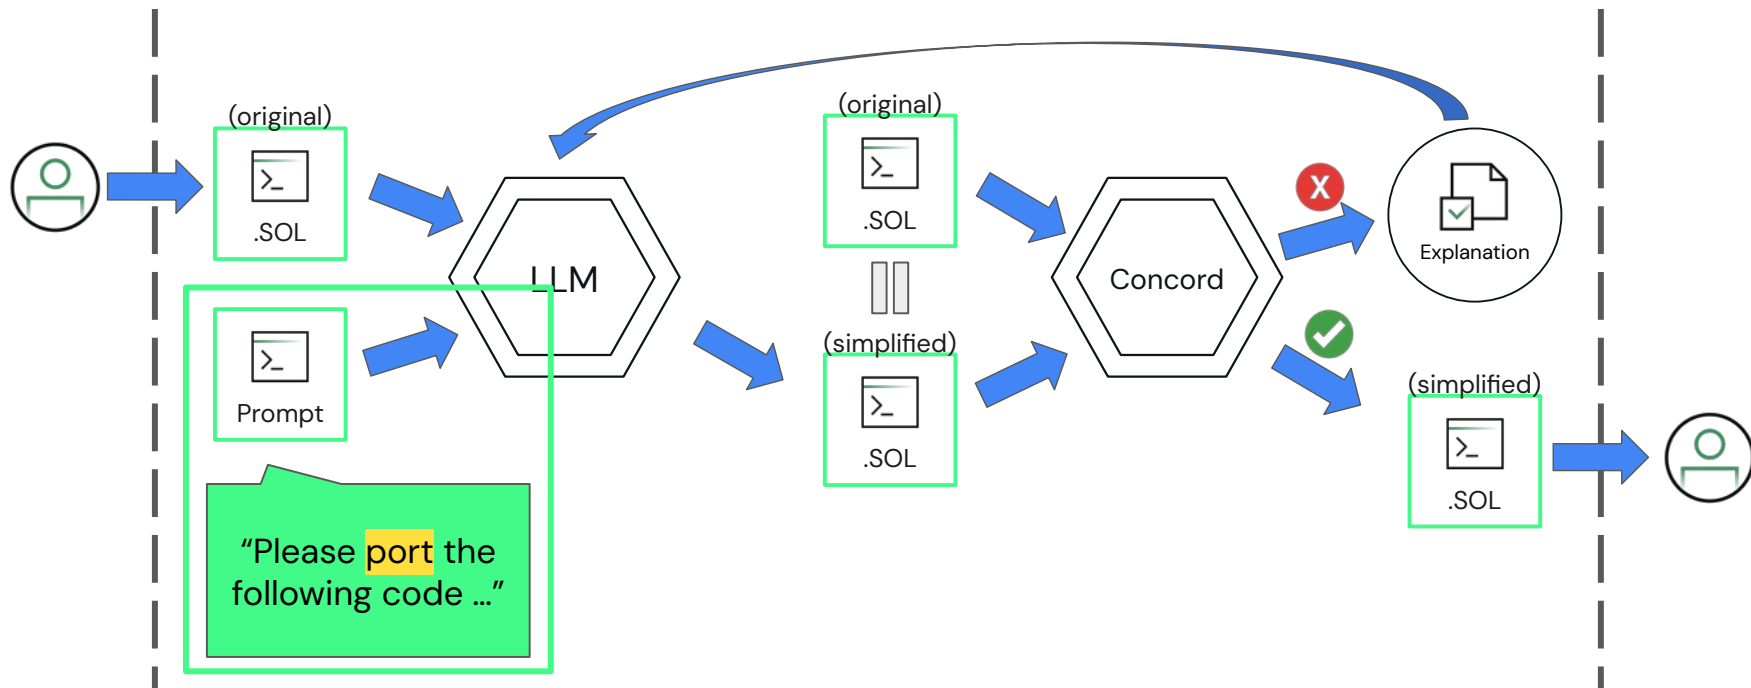 (original)
.SOL
LLM
Prompt
“Please port the
following code ...”
(original)
.SOL
(simplified)
.SOL
Concord
X
Explanation
(simplified)
.SOL